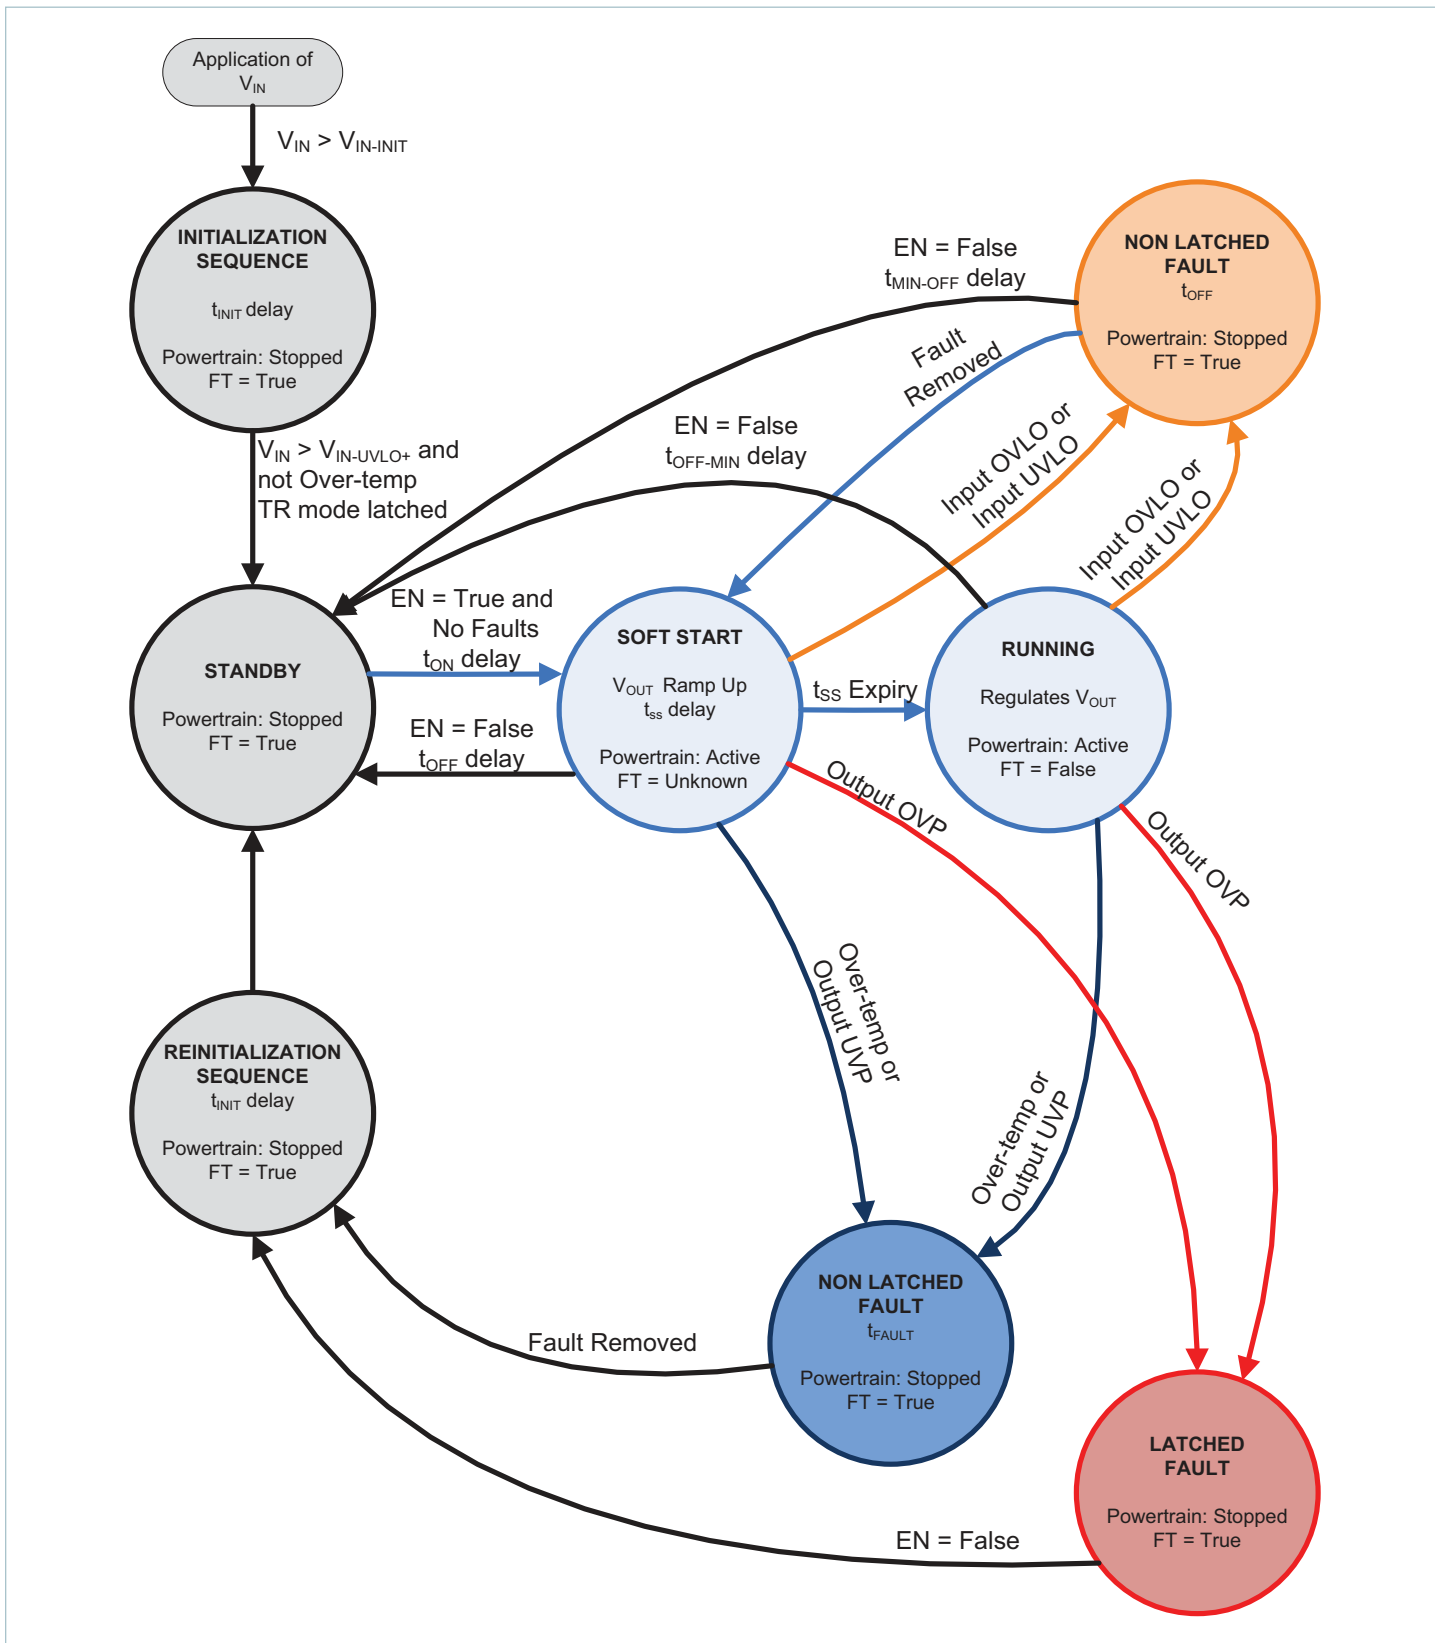 Application of
VIN
VIN > VIN-INIT
INITIALIZATION
SEQUENCE
tINIT delay
Powertrain: Stopped
FT = True
VIN > VIN-UVLO+ and
not Over-temp
TR mode latched
STANDBY
Powertrain: Stopped
FT = True
EN = True and
No Faults
tON delay
EN = False
tOFF delay
EN = False
tMIN-OFF delay
Fault
Removed
EN = False
tOFF-MIN delay
NON LATCHED
FAULT
tOFF
Powertrain: Stopped
FT = True
Input OVLO or
Input UVLO
Input OVLO or
Input UVLO
SOFT START
VOUT Ramp Up
tss delay
Powertrain: Active
FT = Unknown
tSS Expiry
RUNNING
Regulates VOUT
Powertrain: Active
FT = False
Output OVP
Output OVP
Over-temp or
Output UVP
Over-temp or
Output UVP
REINITIALIZATION
SEQUENCE
tINIT delay
Powertrain: Stopped
FT = True
Fault Removed
NON LATCHED
FAULT
tFAULT
Powertrain: Stopped
FT = True
LATCHED
FAULT
Powertrain: Stopped
FT = True
EN = False